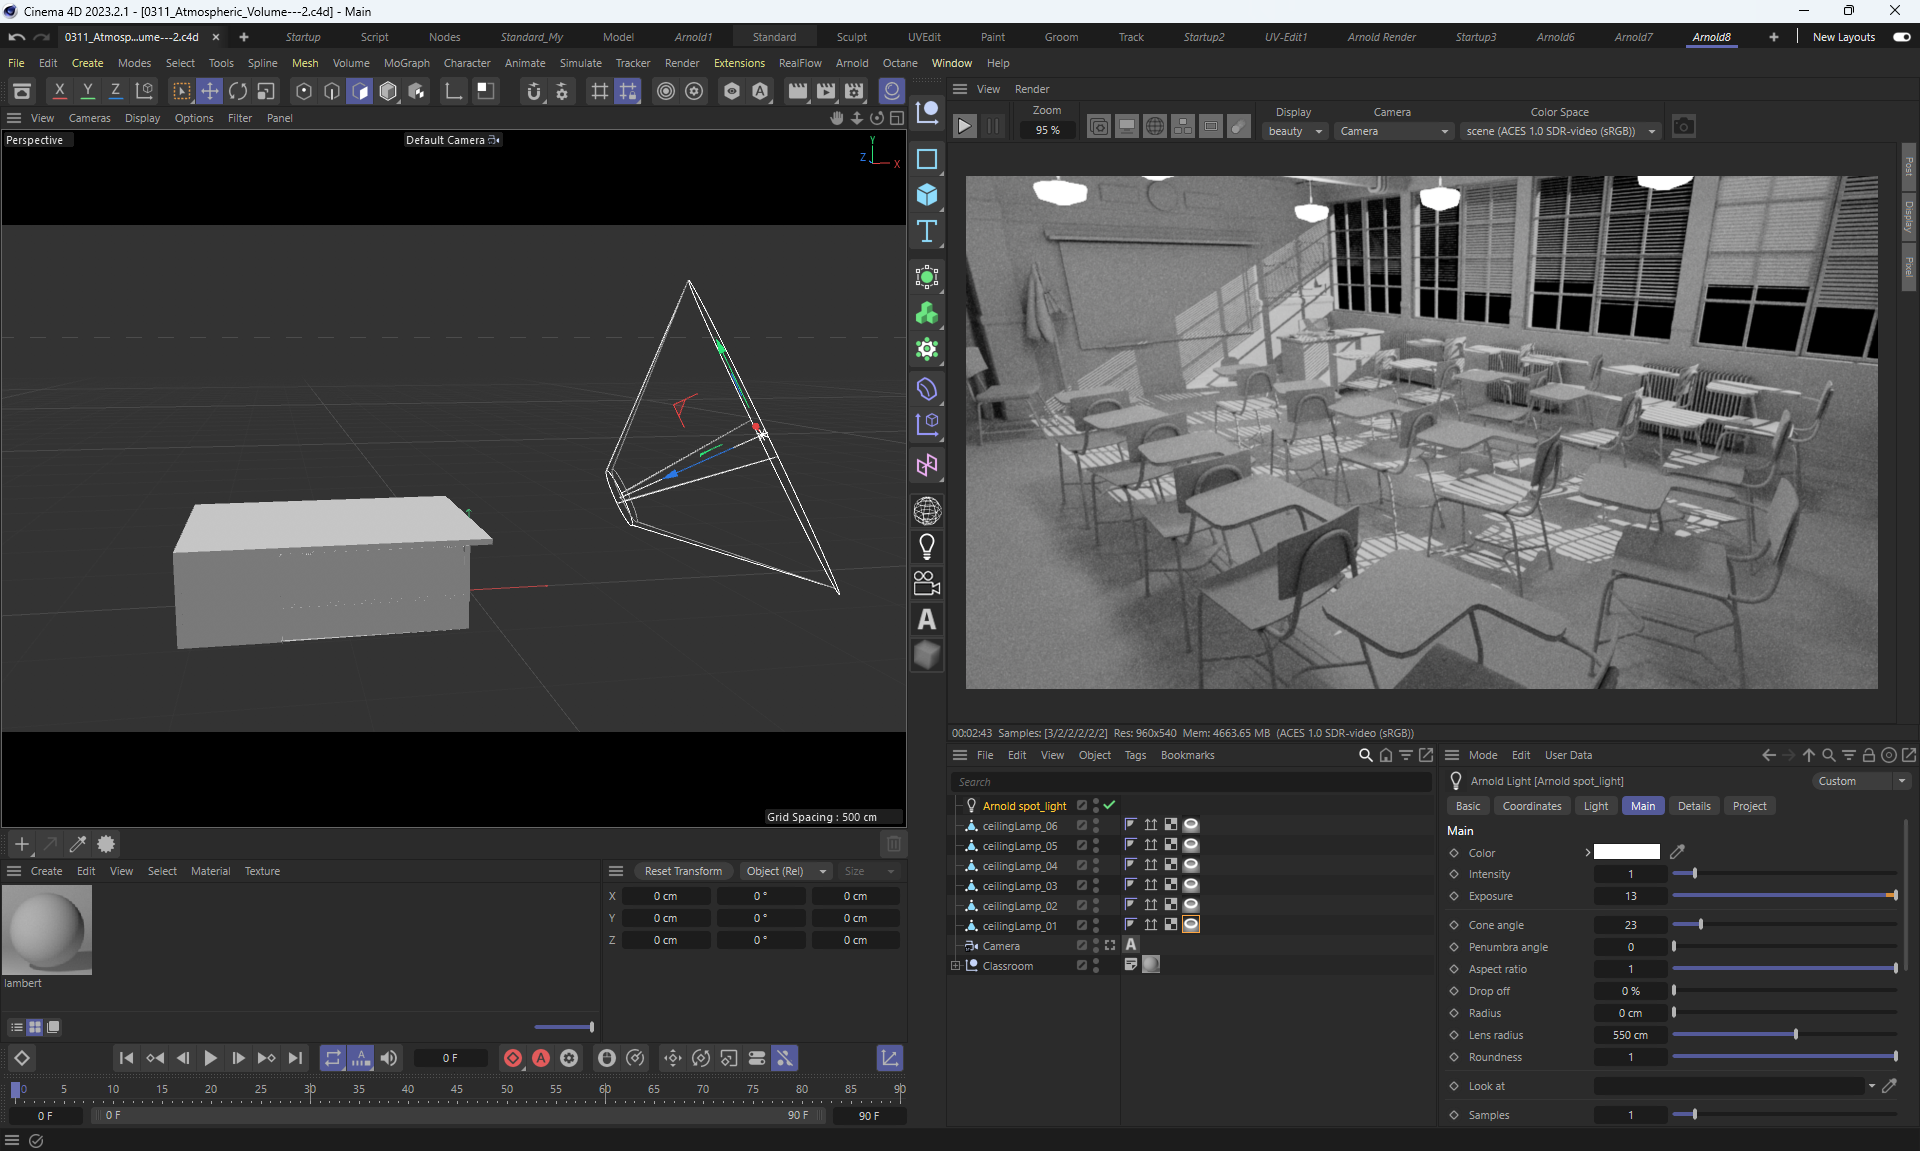 Cinema 4D 2023.2.1 - [0311_Atmospheric_Volume---2.c4d] - Main
0311_Atmosp...ume---2.c4d
Startup
Script
Nodes
Standard_My
Model
Arnold1
Standard
Sculpt
UVEdit
Paint
Groom
Track
Startup2
UV-Edit1
Arnold Render
Startup3
Arnold6
Arnold7
Arnold8
New Layouts
File
Edit
Create
Modes
Select
Tools
Spline
Mesh
Volume
MoGraph
Character
Animate
Simulate
Tracker
Render
Extensions
RealFlow
Arnold
Octane
Window
Help
X
Y
Z
View
Cameras
Display
Options
Filter
Panel
Perspective
Default Camera
Y
Z
X
Grid Spacing : 500 cm
View
Render
Zoom
95 %
Display
beauty
Camera
Camera
Color Space
scene (ACES 1.0 SDR-video (sRGB))
Post
Display
Pixel
00:02:43 Samples: [3/2/2/2/2/2] Res: 960x540 Mem: 4663.65 MB (ACES 1.0 SDR-video (sRGB))
File
Edit
View
Object
Tags
Bookmarks
Search
Arnold spot_light
ceilingLamp_06
ceilingLamp_05
ceilingLamp_04
ceilingLamp_03
ceilingLamp_02
ceilingLamp_01
Camera
A
Classroom
Mode
Edit
User Data
Arnold Light [Arnold spot_light]
Custom
Basic
Coordinates
Light
Main
Details
Project
Main
Color
Intensity
1
Exposure
13
Cone angle
23
Penumbra angle
0
Aspect ratio
1
Drop off
0 %
Radius
0 cm
Lens radius
550 cm
Roundness
1
Look at
Samples
1
Create
Edit
View
Select
Material
Texture
lambert
Reset Transform
Object (Rel)
Size
X 0 cm 0 ° 0 cm
Y 0 cm 0 ° 0 cm
Z 0 cm 0 ° 0 cm
0 F
0 5 10 15 20 25 30 35 40 45 50 55 60 65 70 75 80 85 90
0 F
0 F
90 F
90 F